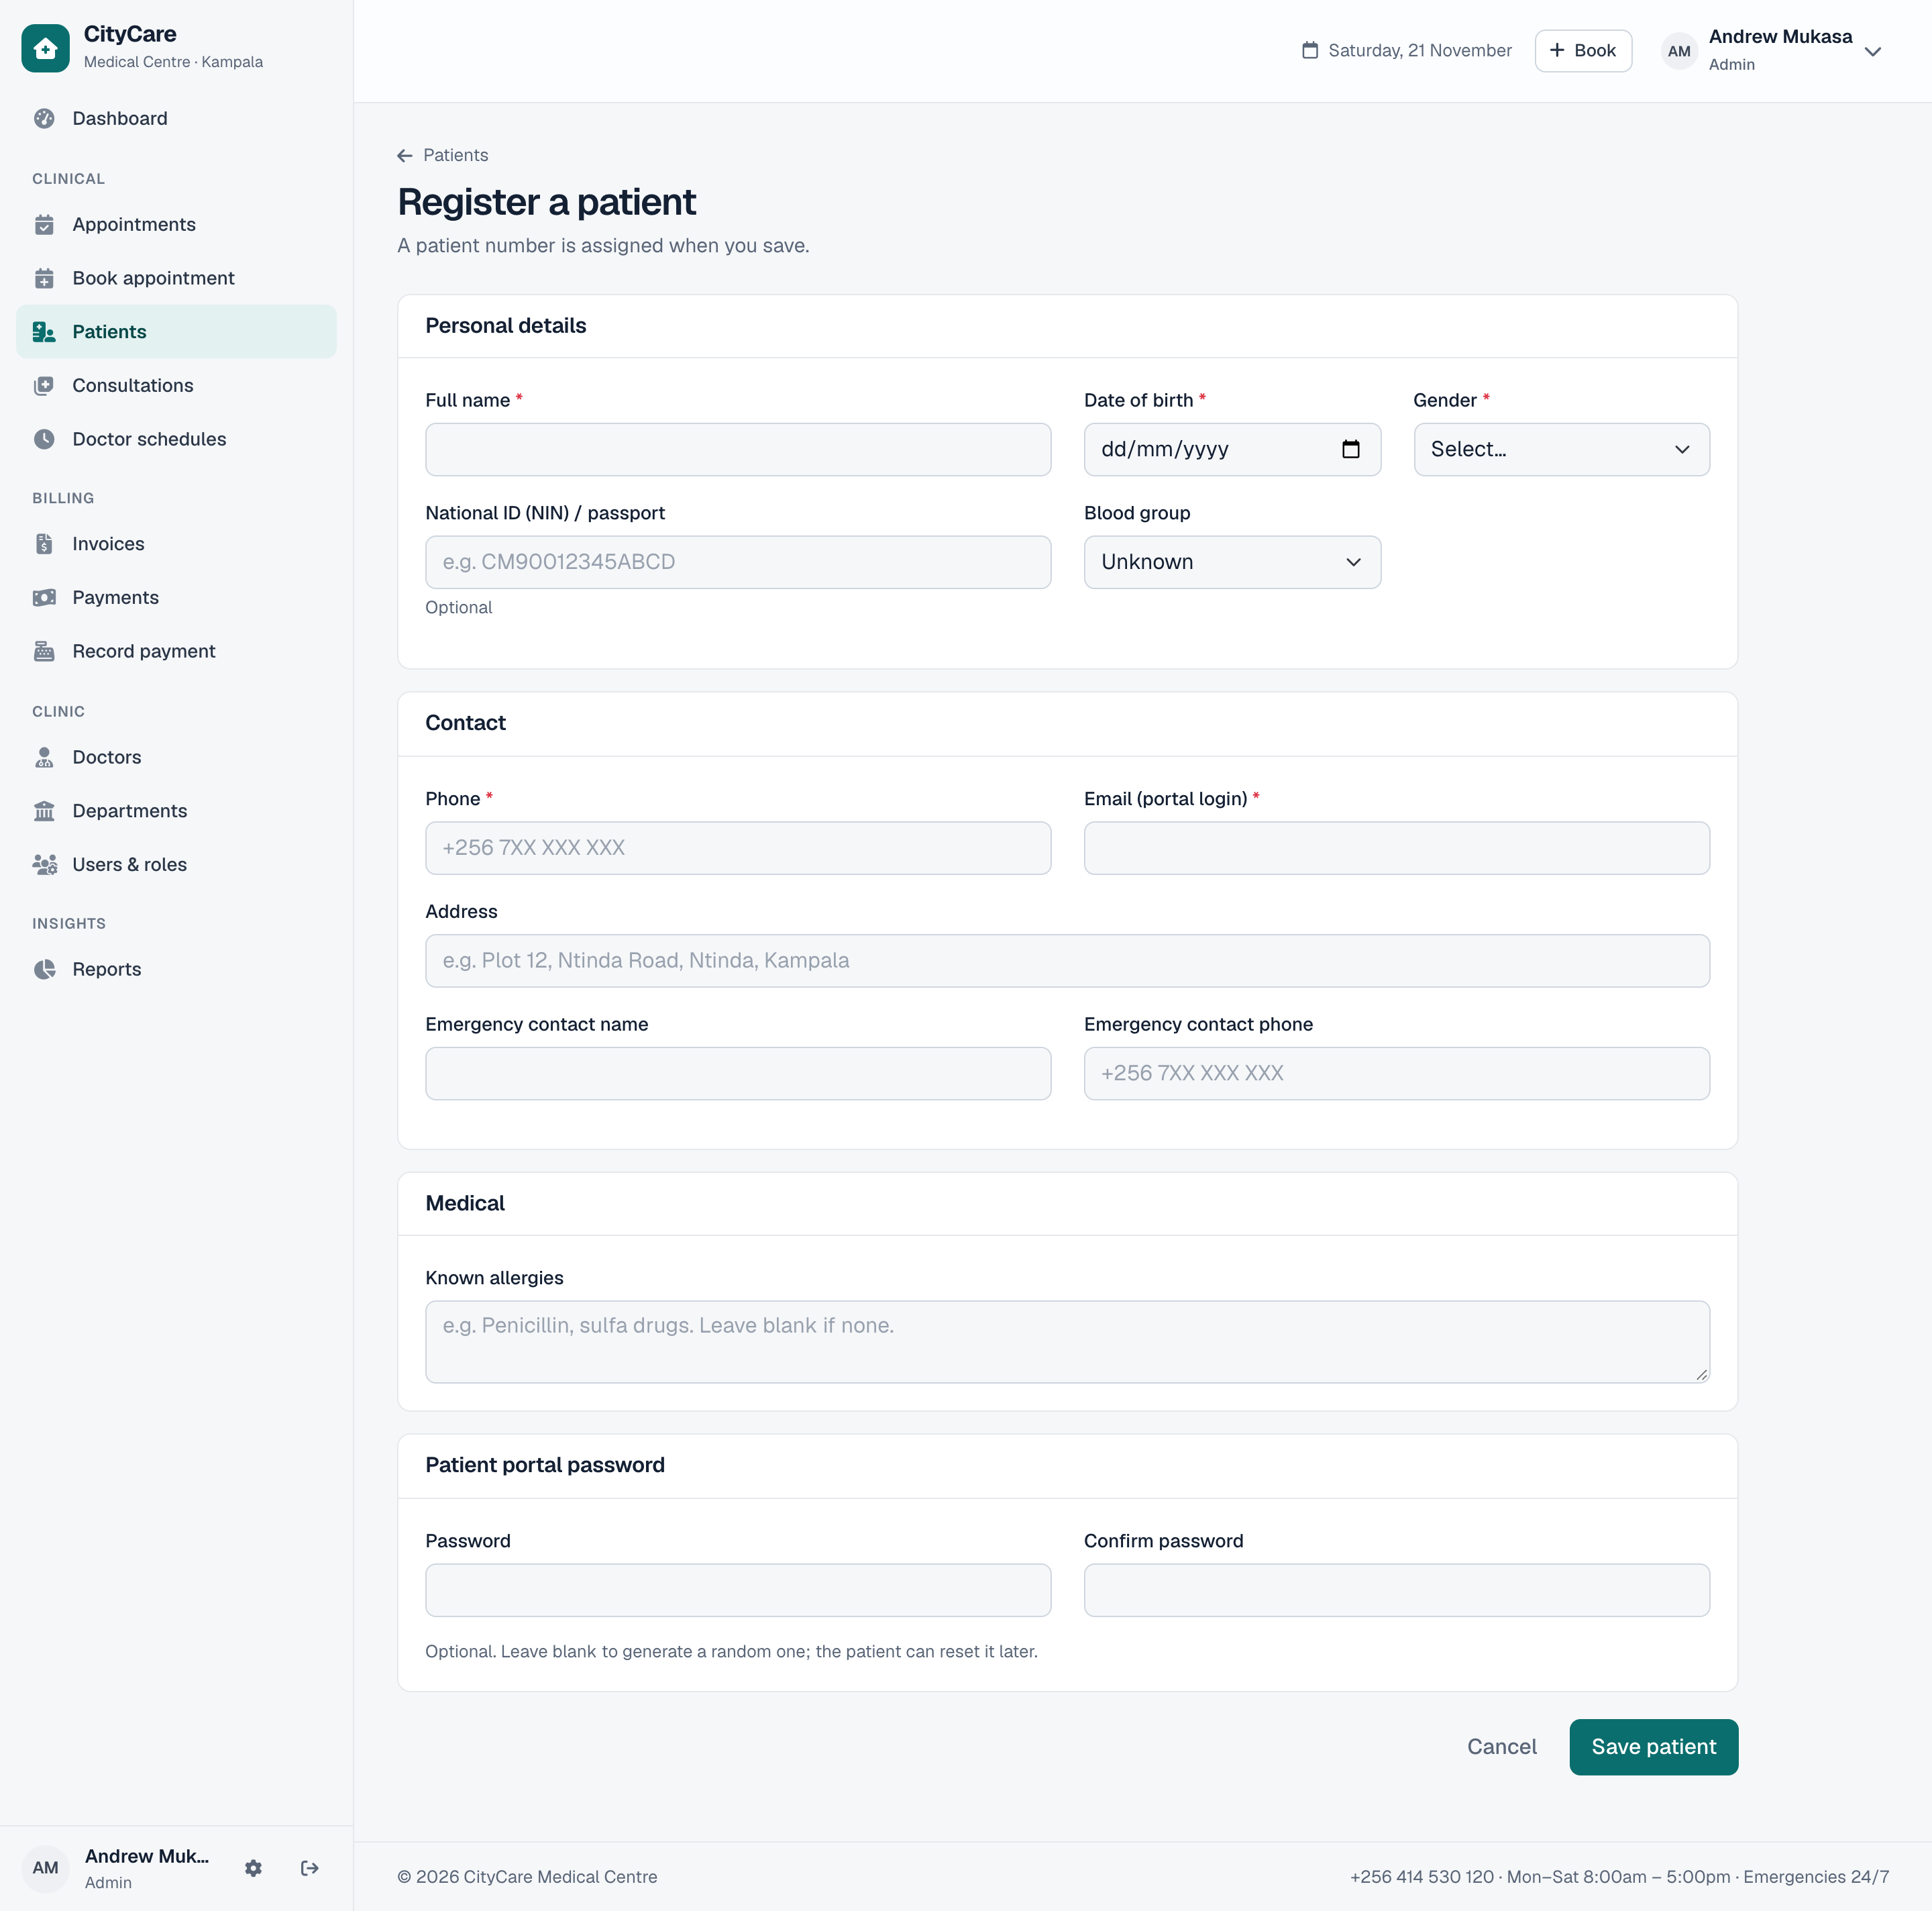 CityCare
Medical Centre · Kampala
Dashboard
CLINICAL
Appointments
Book appointment
Patients
Consultations
Doctor schedules
BILLING
Invoices
Payments
Record payment
CLINIC
Doctors
Departments
Users & roles
INSIGHTS
Reports
AM
Andrew Muk...
Admin
Saturday, 21 November
+ Book
AM
Andrew Mukasa
Admin
← Patients
Register a patient
A patient number is assigned when you save.
Personal details
Full name *
Date of birth *
Gender *
dd/mm/yyyy
Select...
National ID (NIN) / passport
Blood group
e.g. CM90012345ABCD
Unknown
Optional
Contact
Phone *
Email (portal login) *
+256 7XX XXX XXX
Address
e.g. Plot 12, Ntinda Road, Ntinda, Kampala
Emergency contact name
Emergency contact phone
+256 7XX XXX XXX
Medical
Known allergies
e.g. Penicillin, sulfa drugs. Leave blank if none.
Patient portal password
Password
Confirm password
Optional. Leave blank to generate a random one; the patient can reset it later.
Cancel
Save patient
© 2026 CityCare Medical Centre
+256 414 530 120 · Mon–Sat 8:00am – 5:00pm · Emergencies 24/7